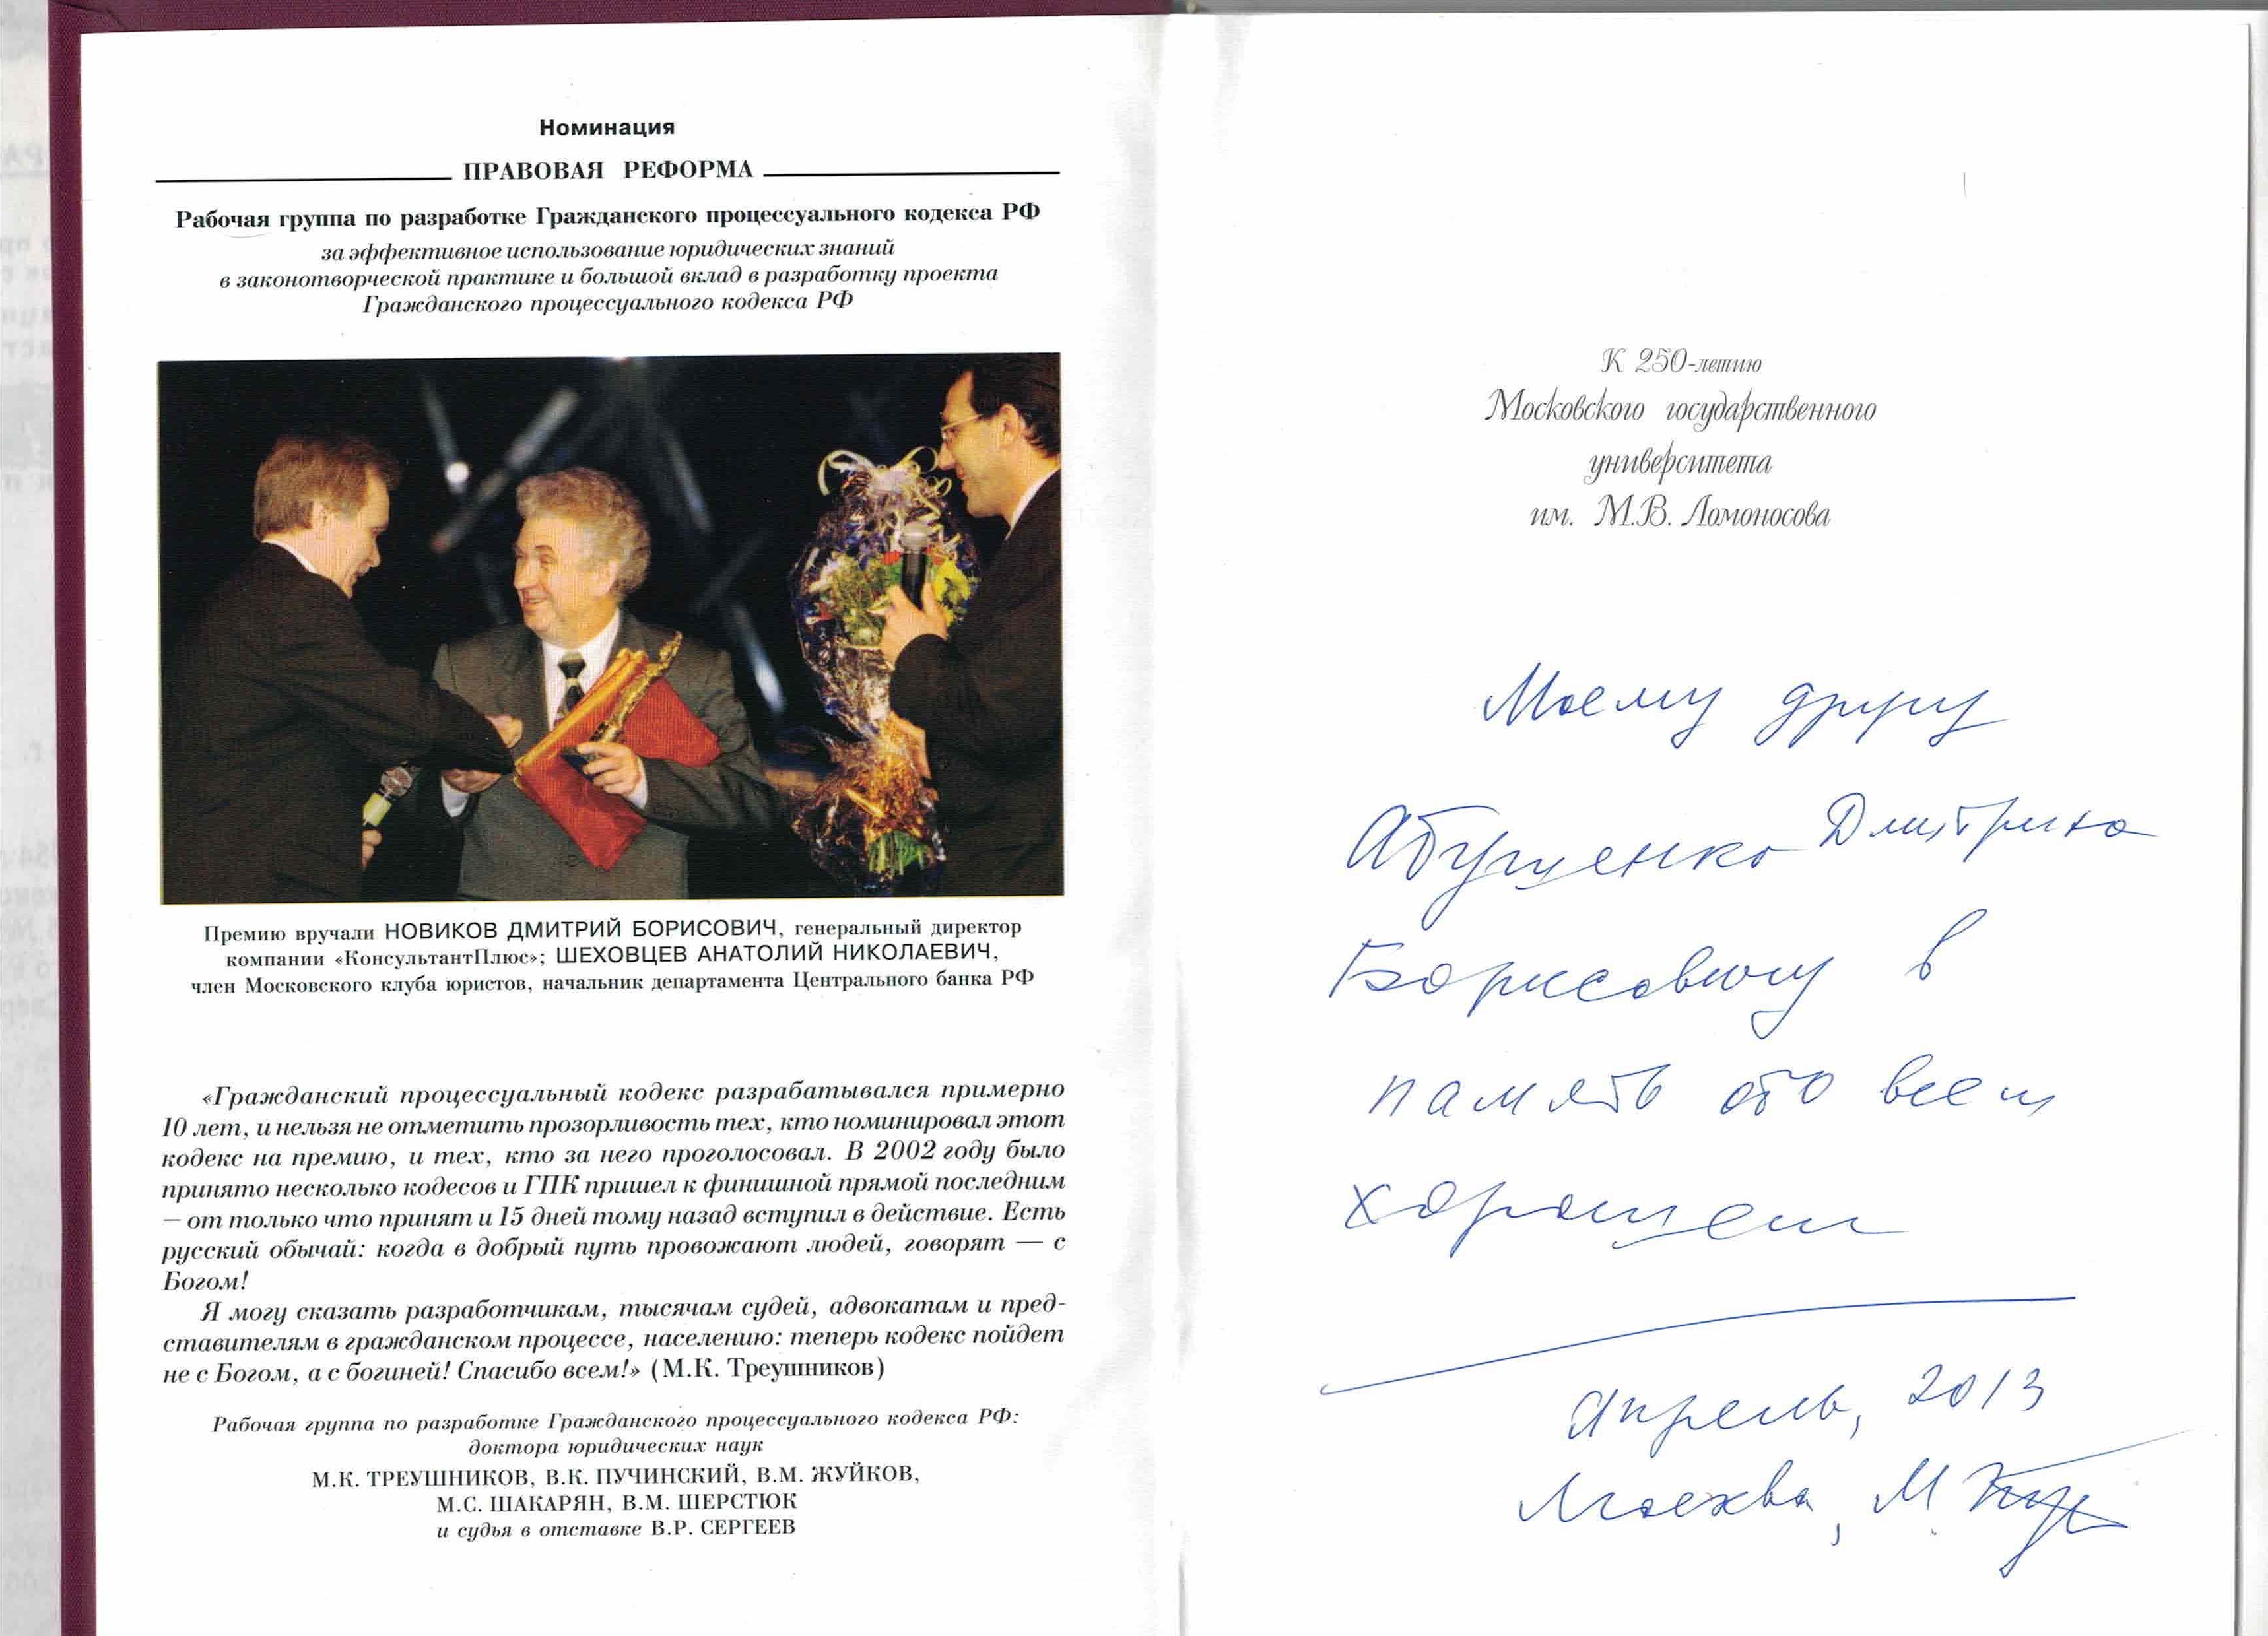 Номинация
ПРАВОВАЯ РЕФОРМА
Рабочая группа по разработке Гражданского процессуального кодекса РФ
за эффективное использование юридических знаний
в законотворческой практике и большой вклад в разработку проекта
Гражданского процессуального кодекса РФ
Премию вручали НОВИКОВ ДМИТРИЙ БОРИСОВИЧ, генеральный директор
компании «КонсультантПлюс»; ШЕХОВЦЕВ АНАТОЛИЙ НИКОЛАЕВИЧ,
член Московского клуба юристов, начальник департамента Центрального банка РФ
«Гражданский процессуальный кодекс разрабатывался примерно
10 лет, и нельзя не отметить прозорливость тех, кто номинировал этот
кодекс на премию, и тех, кто за него проголосовал. В 2002 году было
принято несколько кодесов и ГПК пришел к финишной прямой последним
— от только что принят и 15 дней тому назад вступил в действие. Есть
русский обычай: когда в добрый путь провожают людей, говорят — с
Богом!
Я могу сказать разработчикам, тысячам судей, адвокатам и пред-
ставителям в гражданском процессе, населению: теперь кодекс пойдет
не с Богом, а с богиней! Спасибо всем!» (М.К. Треушников)
Рабочая группа по разработке Гражданского процессуального кодекса РФ:
доктора юридических наук
М.К. ТРЕУШНИКОВ, В.К. ПУЧИНСКИЙ, В.М. ЖУЙКОВ,
М.С. ШАКАРЯН, В.М. ШЕРСТЮК
и судья в отставке В.Р. СЕРГЕЕВ
К 250-летию
Московского государственного
университета
им. М.В. Ломоносова
Моему другу
Абушенко Дмитрию
Борисовичу в
память обо всем
хорошем
Апрель, 2013
Москва, М.